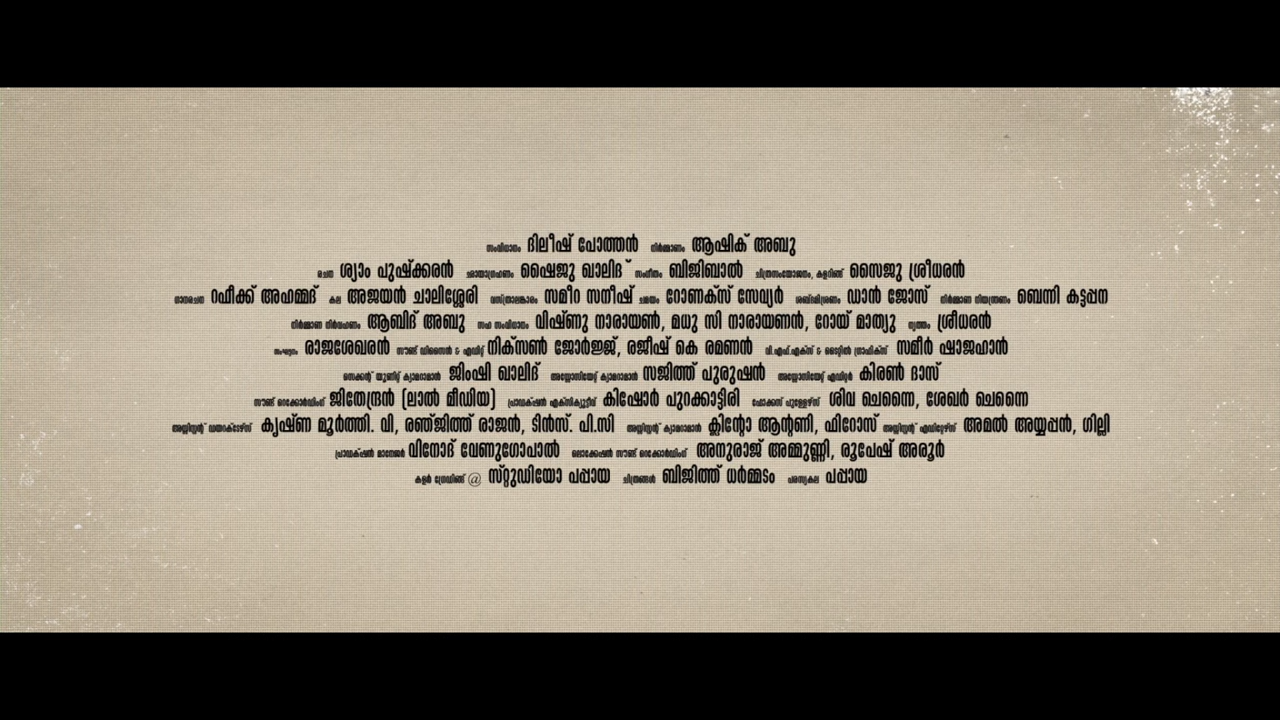 സംവിധാനം ദിലീഷ് പോത്തൻ നിർമ്മാണം ആഷിക് അബു
രചന ശ്യാം പുഷ്ക്കരൻ ഛായാഗ്രഹണം ഷൈജു ഖാലിദ് സംഗീതം ബിജിബാൽ ചിത്രസംയോജനം, കളറിങ്ങ് സൈജു ശ്രീധരൻ
ഗാനരചന റഫീക്ക് അഹമ്മദ് കല അജയൻ ചാലിശ്ശേരി വസ്ത്രാലങ്കാരം സമീറ സനീഷ് ചമയം റോണക്സ് സേവ്യർ ശബ്ദമിശ്രണം ഡാൻ ജോസ് നിർമ്മാണ നിയന്ത്രണം ബെന്നി കട്ടപ്പന
നിർമ്മാണ നിർവഹണം ആബിദ് അബു സഹ സംവിധാനം വിഷ്ണു നാരായൺ, മധു സി നാരായണൻ, റോയ് മാത്യു നൃത്തം ശ്രീധരൻ
സംഘട്ടനം രാജശേഖരൻ സൗണ്ട് ഡിസൈൻ & എഡിറ്റ് നിക്സൺ ജോർജ്ജ്, രജീഷ് കെ രമണൻ വി.എഫ്.എക്സ് & ടൈറ്റിൽ ഗ്രാഫിക്സ് സമീർ ഷാജഹാൻ
സെക്കന്റ് യൂണിറ്റ് ക്യാമറാമാൻ ജിംഷി ഖാലിദ് അസ്സോസിയേറ്റ് ക്യാമറാമാൻ സജിത്ത് പുരുഷൻ അസ്സോസിയേറ്റ് എഡിറ്റർ കിരൺ ദാസ്
സൗണ്ട് റെക്കോർഡിംഗ് ജിതേന്ദ്രൻ (ലാൽ മീഡിയ) പ്രൊഡക്ഷൻ എക്സിക്യൂട്ടീവ് കിഷോർ പുറക്കാട്ടിരി ഫോക്കസ് പുള്ളേഴ്സ് ശിവ ചെന്നൈ, ശേഖർ ചെന്നൈ
അസ്സിസ്റ്റന്റ് ഡയറക്ടേഴ്സ് കൃഷ്ണ മൂർത്തി. വി, രഞ്ജിത്ത് രാജൻ, ടിൻസ്. പി.സി അസ്സിസ്റ്റന്റ് ക്യാമറാമാൻ ക്ലിന്റോ ആന്റണി, ഫിറോസ് അസ്സിസ്റ്റന്റ് എഡിറ്റേഴ്സ് അമൽ അയ്യപ്പൻ, ഗില്ലി
പ്രൊഡക്ഷൻ മാനേജർ വിനോദ് വേണുഗോപാൽ ലൊക്കേഷൻ സൗണ്ട് റെക്കോർഡിംഗ് അനുരാജ് അമ്മുണ്ണി, രൂപേഷ് അരൂർ
കളർ ഗ്രേഡിങ്ങ് @ സ്റ്റുഡിയോ പപ്പായ ചിത്രങ്ങൾ ബിജിത്ത് ധർമ്മടം പരസ്യകല പപ്പായ